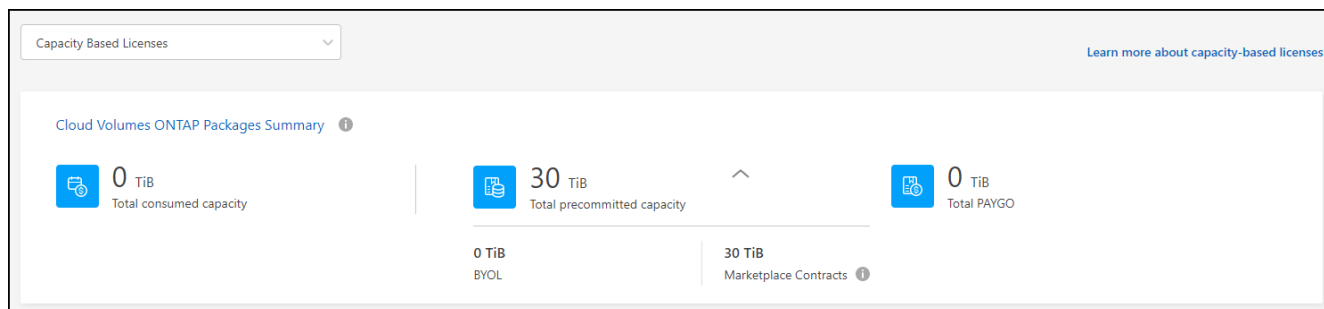 Capacity Based Licenses
Learn more about capacity-based licenses
Cloud Volumes ONTAP Packages Summary
0 TiB
Total consumed capacity
30 TiB
Total precommitted capacity
0 TiB
BYOL
30 TiB
Marketplace Contracts
0 TiB
Total PAYGO